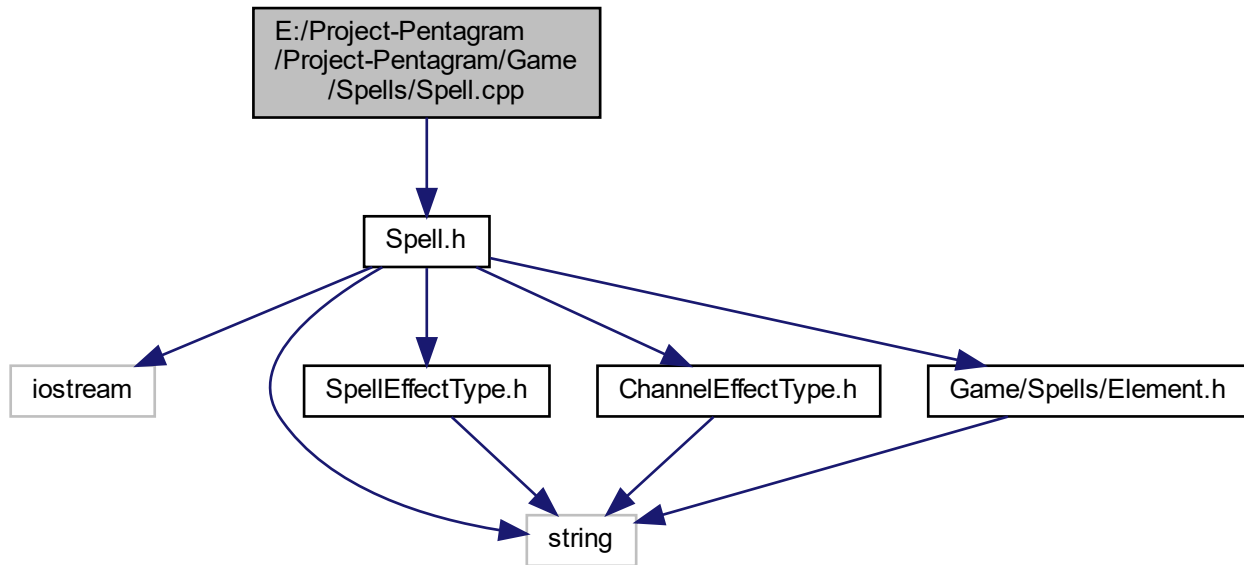 E:/Project-Pentagram
/Project-Pentagram/Game
/Spells/Spell.cpp
Spell.h
iostream
SpellEffectType.h
ChannelEffectType.h
Game/Spells/Element.h
string